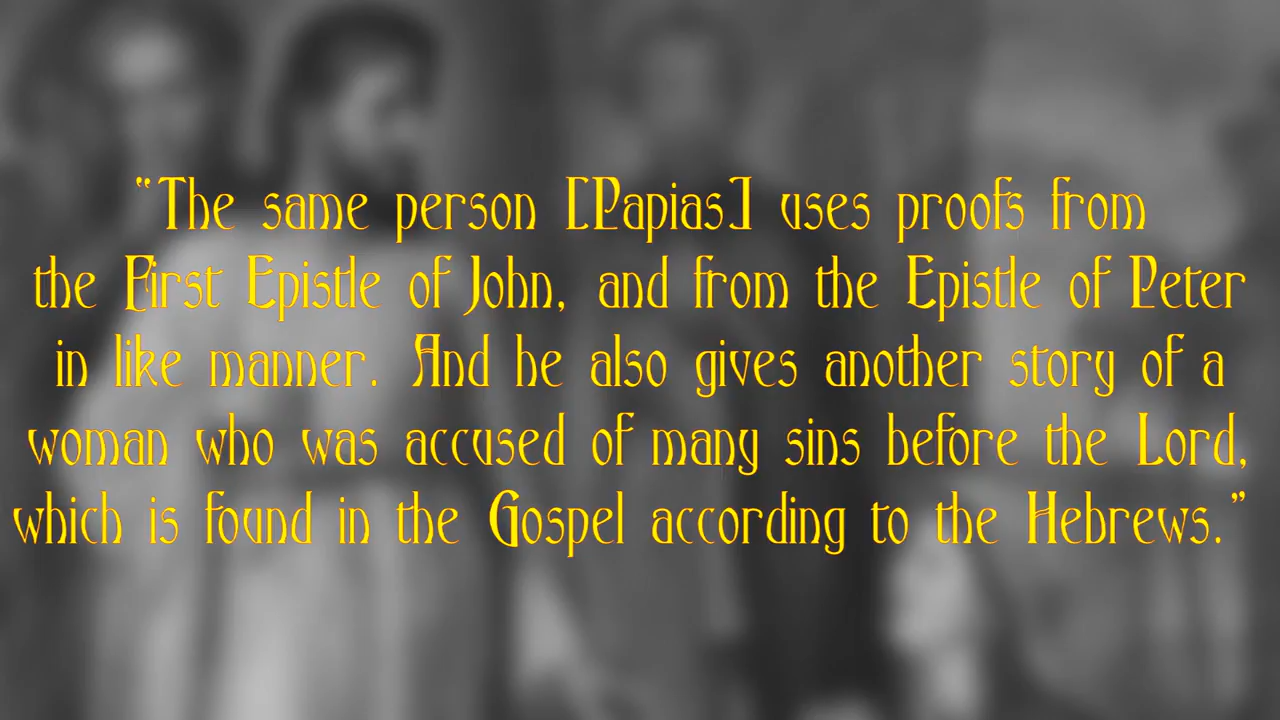 “The same person [Papias] uses proofs from
the First Epistle of John, and from the Epistle of Peter
in like manner. And he also gives another story of a
woman who was accused of many sins before the Lord,
which is found in the Gospel according to the Hebrews.”